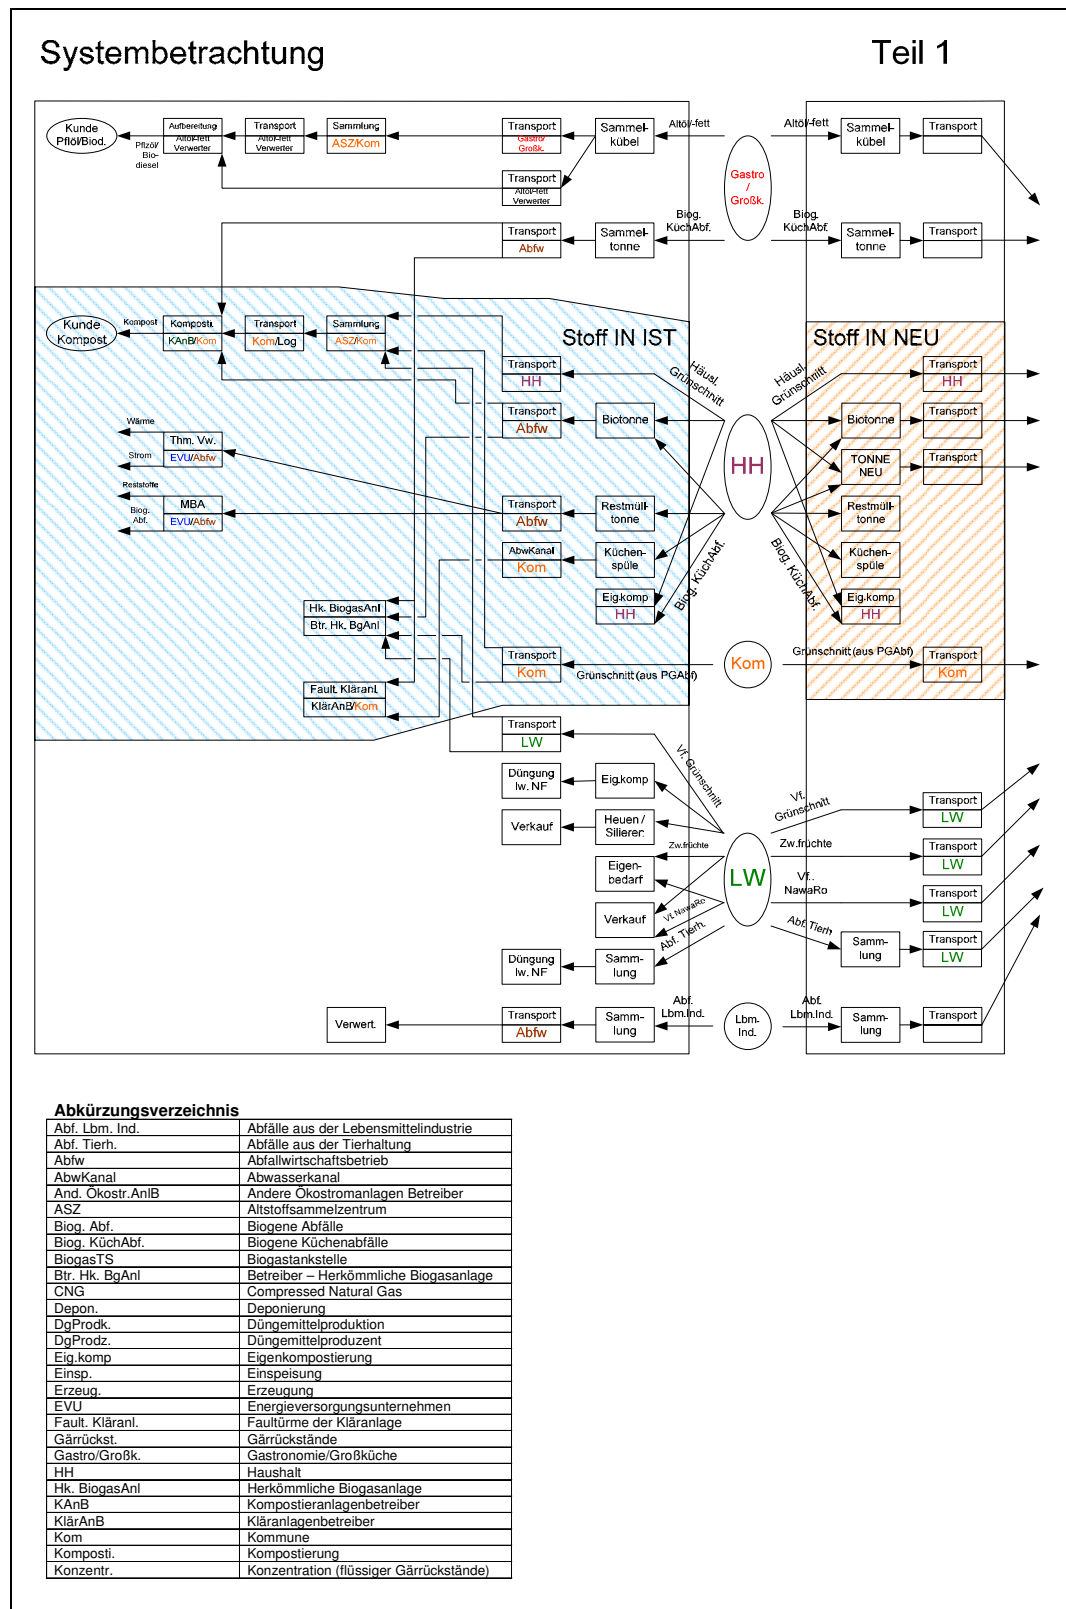 Systembetrachtung
Teil 1
Kunde
Pflöl/Biod.
Pflzöl/
Bio-
diesel
Aufbereitung
Altöl/-fett
Verwerter
Transport
Altöl/-fett
Verwerter
Sammlung
ASZ/Kom
Transport
Gastro/
Großk.
Sammel-
kübel
Altöl/-fett
Altöl/-fett
Sammel-
kübel
Transport
Transport
Altöl/-fett
Verwerter
Gastro
/
Großk.
Transport
Abfw
Sammel-
tonne
Biog.
KüchAbf.
Biog.
KüchAbf.
Sammel-
tonne
Transport
Kunde
Kompost
Kompost
Komposti.
KAnB/Kom
Transport
Kom/Log
Sammlung
ASZ/Kom
Stoff IN IST
Stoff IN NEU
Transport
HH
Häusl.
Grünschnitt
Häusl.
Grünschnitt
Transport
HH
Transport
Abfw
Biotonne
Biotonne
Transport
Wärme
Strom
Thm. Vw.
EVU/Abfw
HH
TONNE
NEU
Transport
Reststoffe
Biog.
Abf.
MBA
EVU/Abfw
Transport
Abfw
Restmüll-
tonne
Restmüll-
tonne
AbwKanal
Kom
Küchen-
spüle
Biog. KüchAbf.
Biog. KüchAbf.
Küchen-
spüle
Hk. BiogasAnl
Btr. Hk. BgAnl
Eig.komp
HH
Eig.komp
HH
Transport
Kom
Grünschnitt (aus PGAbf)
Kom
Grünschnitt (aus PGAbf)
Transport
Kom
Fault. Kläranl.
KlärAnB/Kom
Transport
LW
Vf. Grünschnitt
Düngung
lw. NF
Eig.komp
Vf.
Grünschnitt
Transport
LW
Verkauf
Heuen /
Silieren
Zw.früchte
Zw.früchte
Transport
LW
Eigen-
bedarf
LW
Vf..
NawaRo
Transport
LW
Verkauf
Vf. NawaRo
Abf. Tierh.
Abf. Tierh
Düngung
lw. NF
Samm-
lung
Samm-
lung
Transport
LW
Verwert.
Transport
Abfw
Samm-
lung
Abf.
Lbm.Ind.
Lbm.
Ind.
Abf.
Lbm.Ind.
Samm-
lung
Transport
Abkürzungsverzeichnis
Abf. Lbm. Ind. Abfälle aus der Lebensmittelindustrie
Abf. Tierh. Abfälle aus der Tierhaltung
Abfw Abfallwirtschaftsbetrieb
AbwKanal Abwasserkanal
And. Ökostr.AnlB Andere Ökostromanlagen Betreiber
ASZ Altstoffsammelzentrum
Biog. Abf. Biogene Abfälle
Biog. KüchAbf. Biogene Küchenabfälle
BiogasTS Biogastankstelle
Btr. Hk. BgAnl Betreiber – Herkömmliche Biogasanlage
CNG Compressed Natural Gas
Depon. Deponierung
DgProdk. Düngemittelproduktion
DgProdz. Düngemittelproduzent
Eig.komp Eigenkompostierung
Einsp. Einspeisung
Erzeug. Erzeugung
EVU Energieversorgungsunternehmen
Fault. Kläranl. Faultürme der Kläranlage
Gärrückst. Gärrückstände
Gastro/Großk. Gastronomie/Großküche
HH Haushalt
Hk. BiogasAnl Herkömmliche Biogasanlage
KAnB Kompostieranlagenbetreiber
KlärAnB Kläranlagenbetreiber
Kom Kommune
Komposti. Kompostierung
Konzentr. Konzentration (flüssiger Gärrückstände)